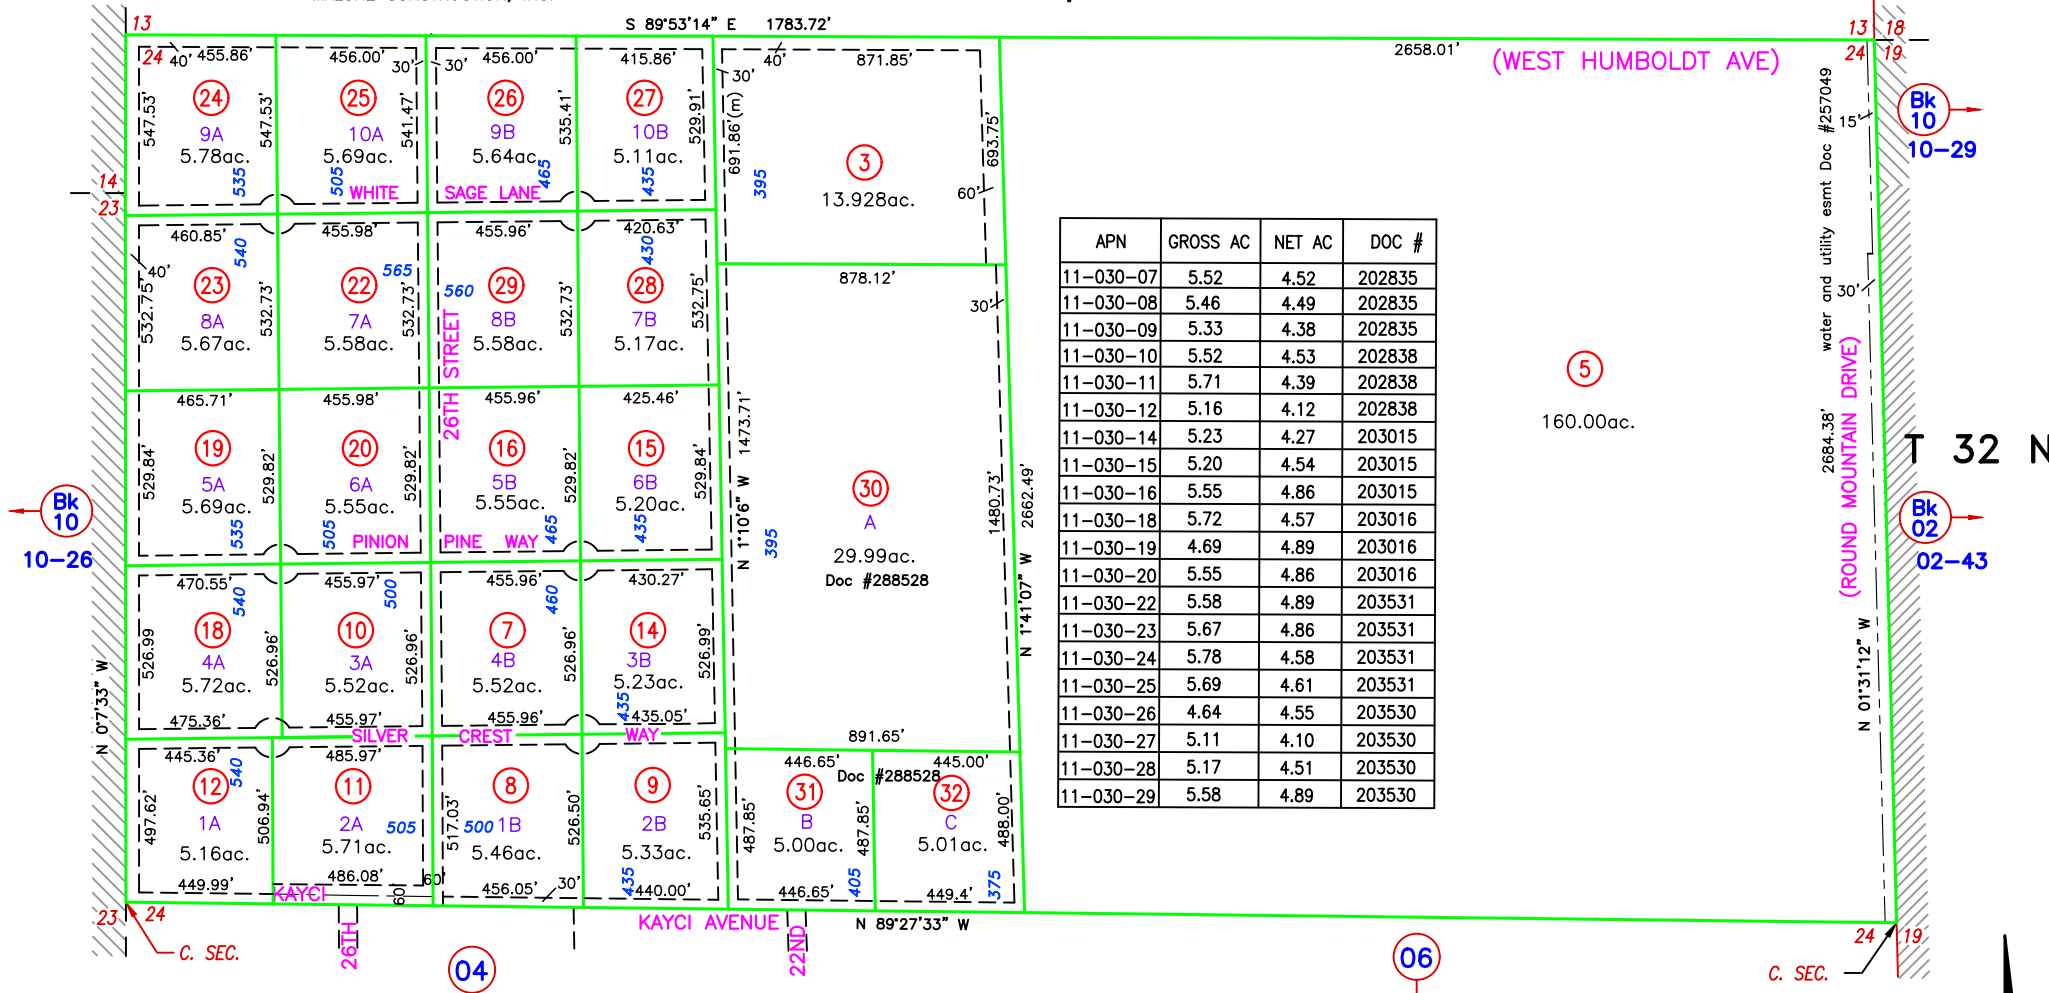 S 89°53'14" E 1783.72'
13
24
40' 455.86'
456.00'
30' 30'
456.00'
415.86'
30'
40'
871.85'
2658.01'
(WEST HUMBOLDT AVE)
13 18
24 19
547.53'
24
9A
5.78ac.
535
547.53'
25
10A
5.69ac.
505
541.47'
26
9B
5.64ac.
465
535.41'
27
10B
5.11ac.
435
529.91'
691.86'(m)
395
3
13.928ac.
693.75'
60'
15'
water and utility esmt Doc #257049
Bk
10
10-29
14
23
WHITE SAGE LANE
460.85'
540
455.98'
455.96'
420.63'
430
40'
532.75'
23
8A
5.67ac.
532.73'
565
22
7A
5.58ac.
532.73'
560
29
8B
5.58ac.
532.73'
28
7B
5.17ac.
532.75'
878.12'
30'
30'
26TH STREET
465.71'
455.98'
455.96'
425.46'
529.84'
19
5A
5.69ac.
535
529.82'
20
6A
5.55ac.
505
529.82'
16
5B
5.55ac.
465
529.82'
15
6B
5.20ac.
435
529.84'
N 1°10'6" W 1473.71'
395
30
A
29.99ac.
Doc #288528
1480.73'
N 1°41'07" W 2662.49'
PINION PINE WAY
Bk
10
10-26
470.55'
540
455.97'
500
455.96'
460
430.27'
526.99
18
4A
5.72ac.
526.96'
10
3A
5.52ac.
526.96'
7
4B
5.52ac.
526.96'
14
3B
5.23ac.
435
526.99'
475.36'
455.97'
455.96'
435.05'
N 0°7'33" W
SILVER CREST WAY
891.65'
445.36'
540
485.97'
446.65'
Doc #288528
445.00'
497.62'
12
1A
5.16ac.
506.94'
11
2A
505
5.71ac.
517.03'
8
500
1B
5.46ac.
526.50'
9
2B
5.33ac.
435
535.65'
487.85'
31
B
5.00ac.
405
487.85'
32
C
5.01ac.
375
488.00'
449.99'
486.08'
60'
60'
456.05'
30'
440.00'
446.65'
449.4'
KAYCI
KAYCI AVENUE
N 89°27'33" W
26TH
22ND
23 24
C. SEC.
04
06
APN GROSS AC NET AC DOC #
11-030-07 5.52 4.52 202835
11-030-08 5.46 4.49 202835
11-030-09 5.33 4.38 202835
11-030-10 5.52 4.53 202838
11-030-11 5.71 4.39 202838
11-030-12 5.16 4.12 202838
11-030-14 5.23 4.27 203015
11-030-15 5.20 4.54 203015
11-030-16 5.55 4.86 203015
11-030-18 5.72 4.57 203016
11-030-19 4.69 4.89 203016
11-030-20 5.55 4.86 203016
11-030-22 5.58 4.89 203531
11-030-23 5.67 4.86 203531
11-030-24 5.78 4.58 203531
11-030-25 5.69 4.61 203531
11-030-26 4.64 4.55 203530
11-030-27 5.11 4.10 203530
11-030-28 5.17 4.51 203530
11-030-29 5.58 4.89 203530
5
160.00ac.
2684.38'
(ROUND MOUNTAIN DRIVE)
N 01°31'12" W
T 32 N
Bk
02
02-43
24 19
C. SEC.